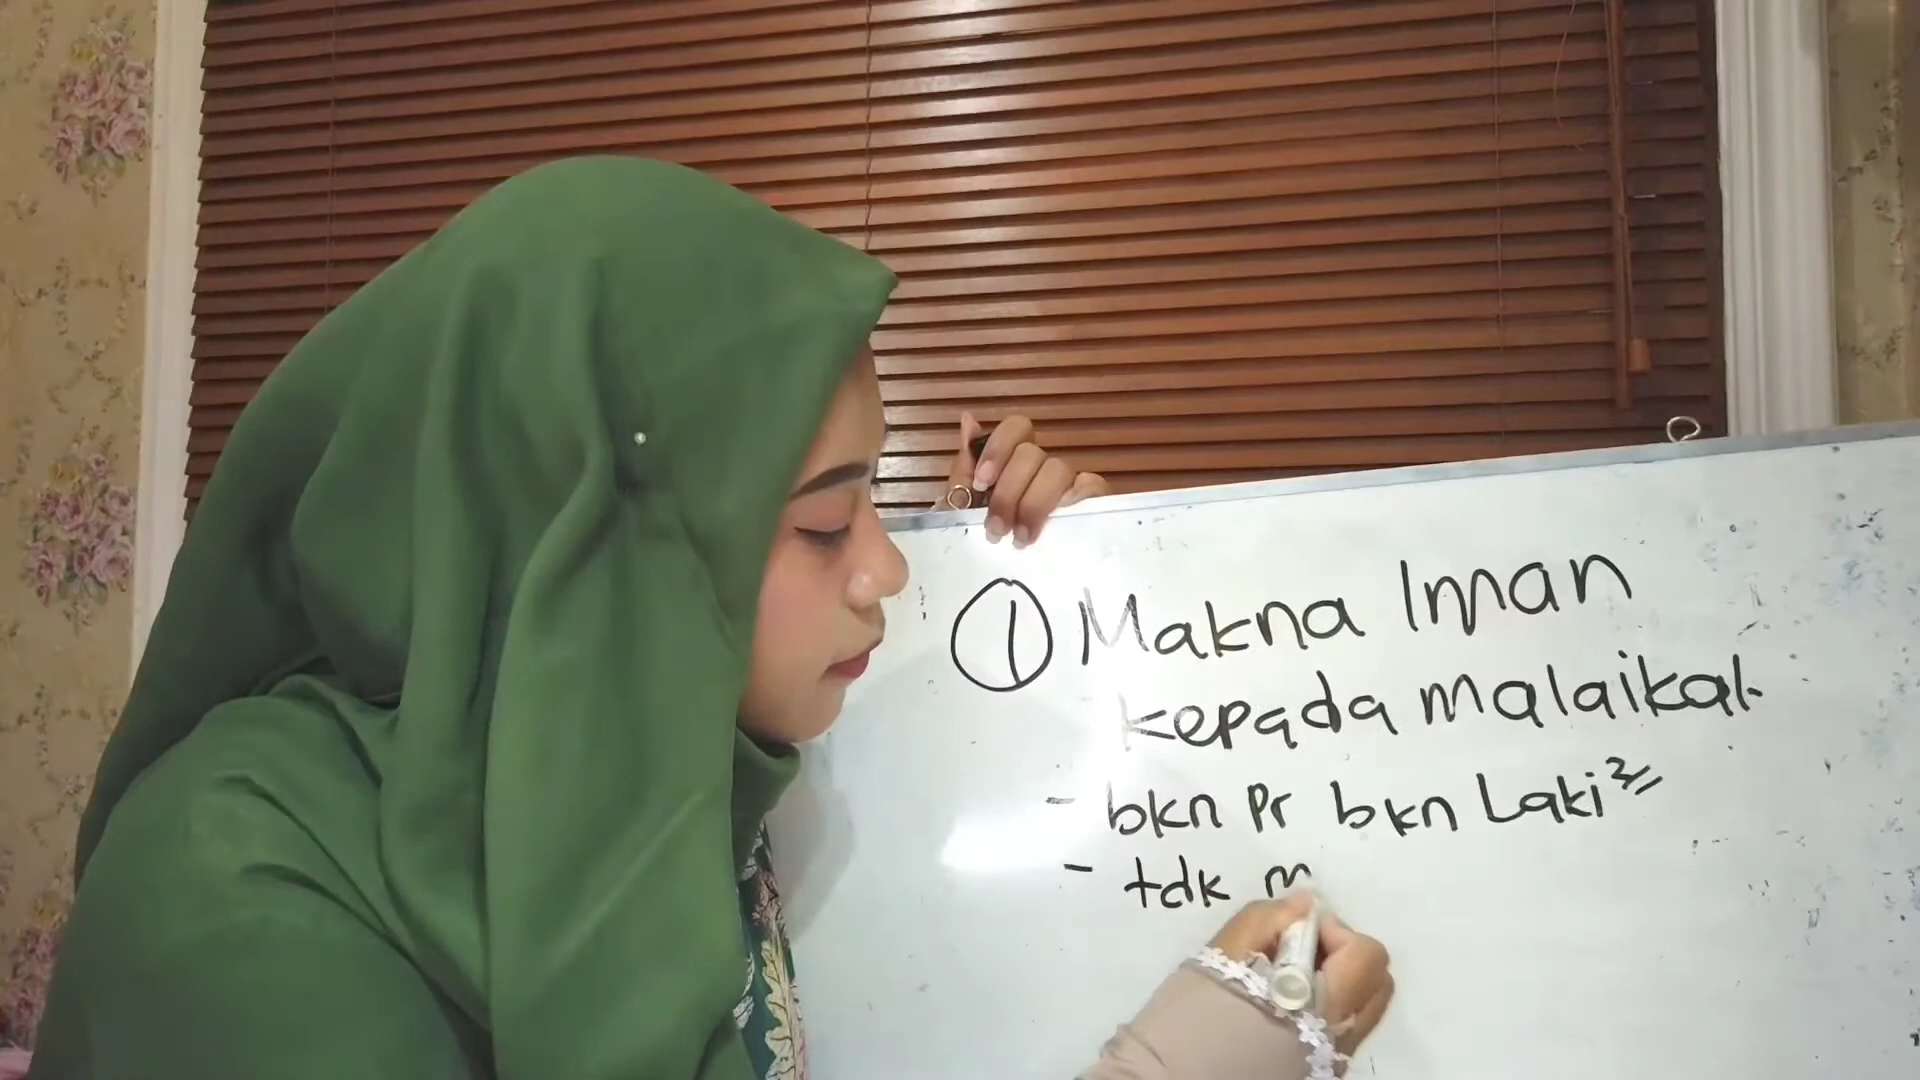 ① Makna Iman
kepada malaikat
- bkn Pr bkn Laki²
- tdk m